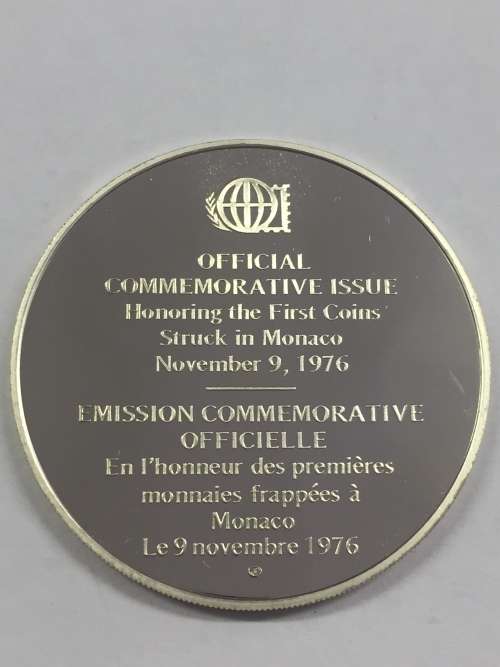 OFFICIAL
COMMEMORATIVE ISSUE
Honoring the First Coins
Struck in Monaco
November 9, 1976
EMISSION COMMEMORATIVE
OFFICIELLE
En l'honneur des premières
monnaies frappées à
Monaco
Le 9 novembre 1976